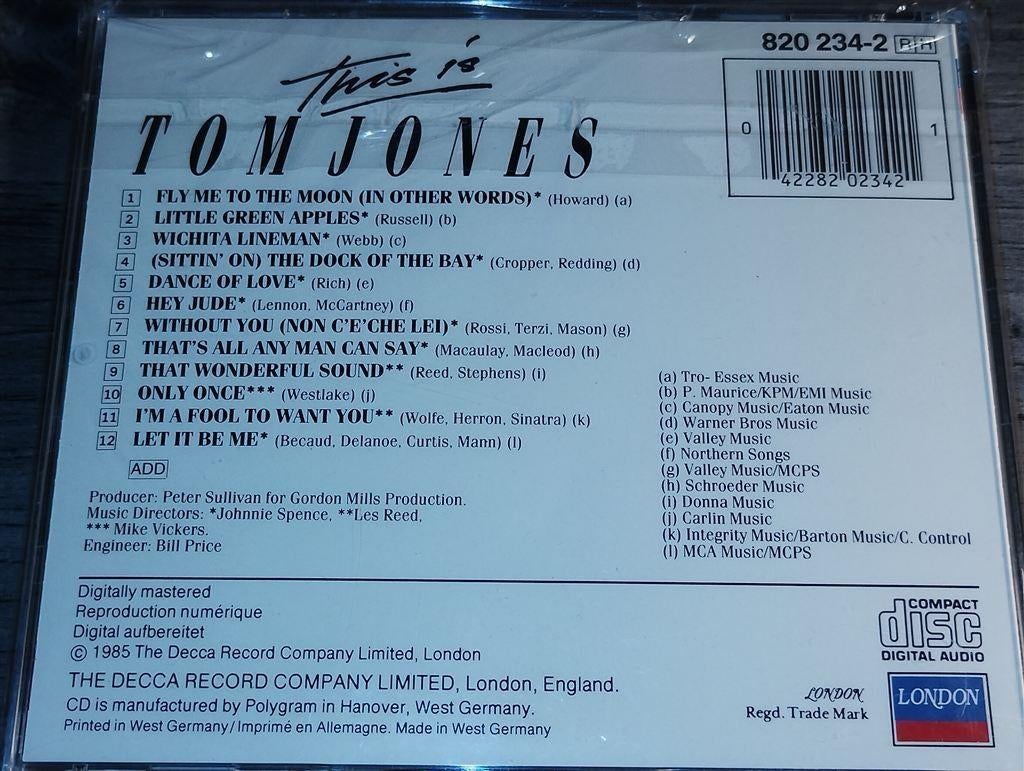 820 234-2 R H
This is
TOM JONES
0 42282 02342 1
1 FLY ME TO THE MOON (IN OTHER WORDS)* (Howard) (a)
2 LITTLE GREEN APPLES* (Russell) (b)
3 WICHITA LINEMAN* (Webb) (c)
4 (SITTIN' ON) THE DOCK OF THE BAY* (Cropper, Redding) (d)
5 DANCE OF LOVE* (Rich) (e)
6 HEY JUDE* (Lennon, McCartney) (f)
7 WITHOUT YOU (NON C'E'CHE LEI)* (Rossi, Terzi, Mason) (g)
8 THAT'S ALL ANY MAN CAN SAY* (Macaulay, Macleod) (h)
9 THAT WONDERFUL SOUND** (Reed, Stephens) (i)
10 ONLY ONCE*** (Westlake) (j)
11 I'M A FOOL TO WANT YOU** (Wolfe, Herron, Sinatra) (k)
12 LET IT BE ME* (Becaud, Delanoe, Curtis, Mann) (l)
ADD
(a) Tro- Essex Music
(b) P. Maurice/KPM/EMI Music
(c) Canopy Music/Eaton Music
(d) Warner Bros Music
(e) Valley Music
(f) Northern Songs
(g) Valley Music/MCPS
(h) Schroeder Music
(i) Donna Music
(j) Carlin Music
(k) Integrity Music/Barton Music/C. Control
(l) MCA Music/MCPS
Producer: Peter Sullivan for Gordon Mills Production.
Music Directors: *Johnnie Spence, **Les Reed,
*** Mike Vickers.
Engineer: Bill Price
Digitally mastered
Reproduction numérique
Digital aufbereitet
© 1985 The Decca Record Company Limited, London
THE DECCA RECORD COMPANY LIMITED, London, England.
CD is manufactured by Polygram in Hanover, West Germany.
Printed in West Germany/Imprimé en Allemagne. Made in West Germany
COMPACT
disc
DIGITAL AUDIO
LONDON
Regd. Trade Mark
LONDON